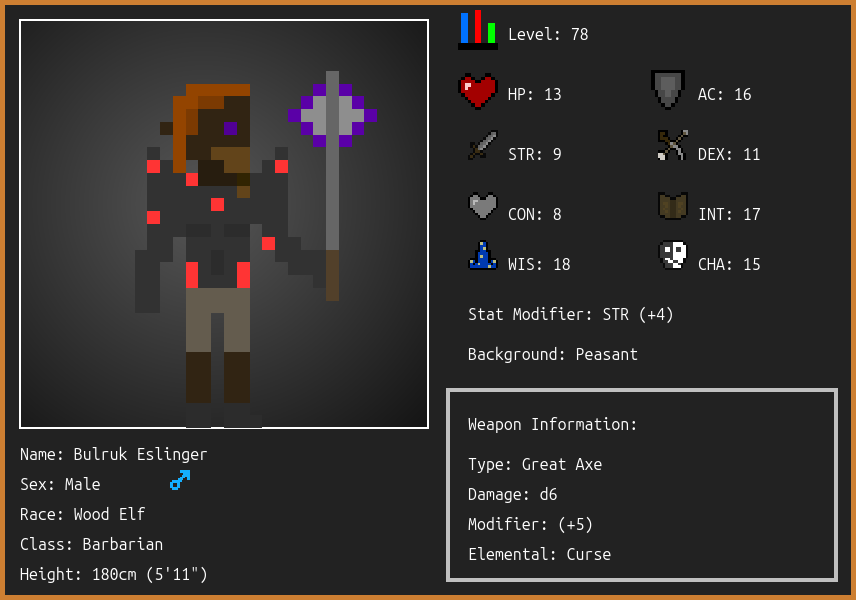 Level: 78
HP: 13
AC: 16
STR: 9
DEX: 11
CON: 8
INT: 17
WIS: 18
CHA: 15
Stat Modifier: STR (+4)
Background: Peasant
Weapon Information:
Type: Great Axe
Damage: d6
Modifier: (+5)
Elemental: Curse
Name: Bulruk Eslinger
Sex: Male
Race: Wood Elf
Class: Barbarian
Height: 180cm (5'11")